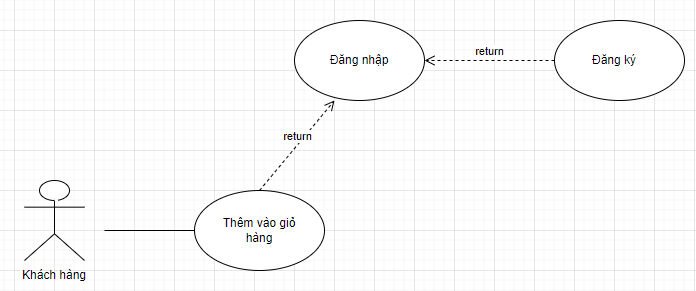 Đăng nhập
return
Đăng ký
return
Thêm vào giỏ
hàng
Khách hàng